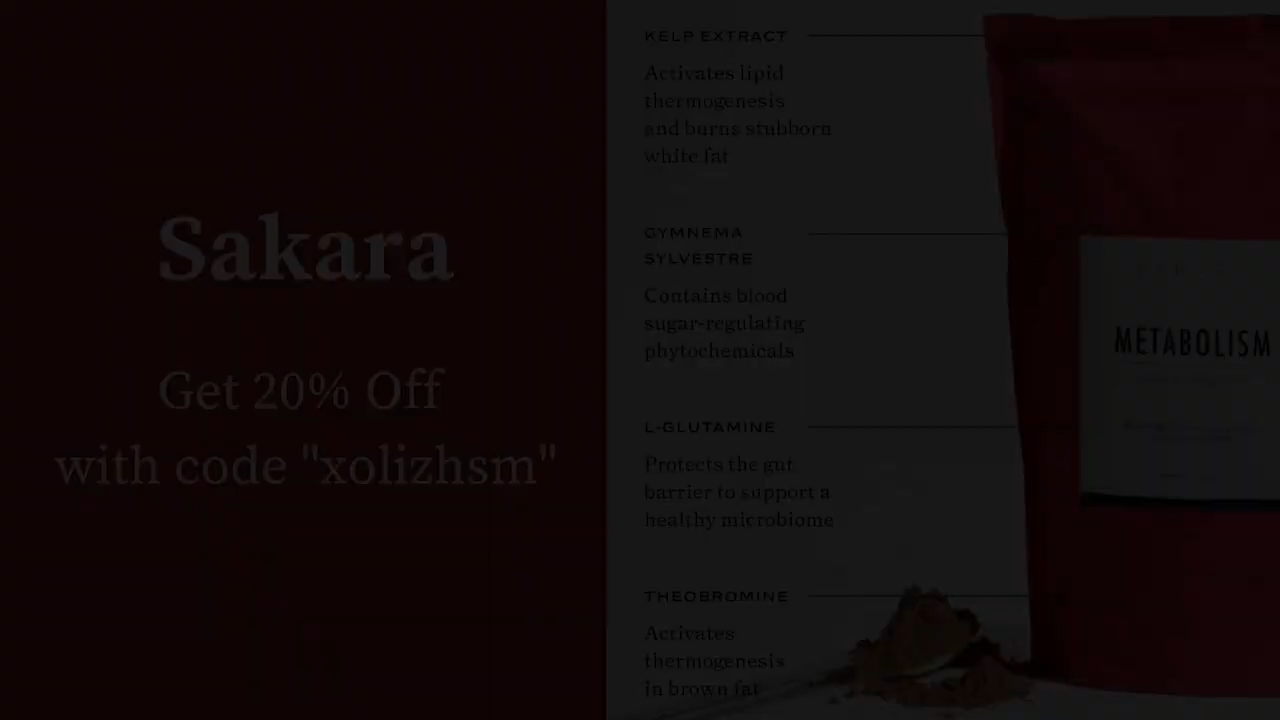 Sakara
Get 20% Off
with code "xolizhsm"
KELP EXTRACT
Activates lipid
thermogenesis
and burns stubborn
white fat
GYMNEMA
SYLVESTRE
Contains blood
sugar-regulating
phytochemicals
L-GLUTAMINE
Protects the gut
barrier to support a
healthy microbiome
THEOBROMINE
Activates
thermogenesis
in brown fat
METABOLISM